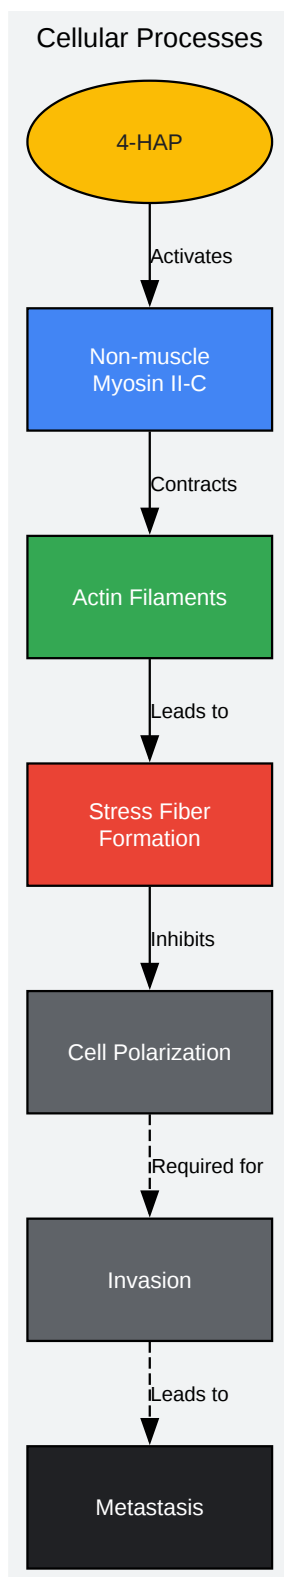 Cellular Processes
4-HAP
Activates
Non-muscle
Myosin II-C
Contracts
Actin Filaments
Leads to
Stress Fiber
Formation
Inhibits
Cell Polarization
Required for
Invasion
Leads to
Metastasis